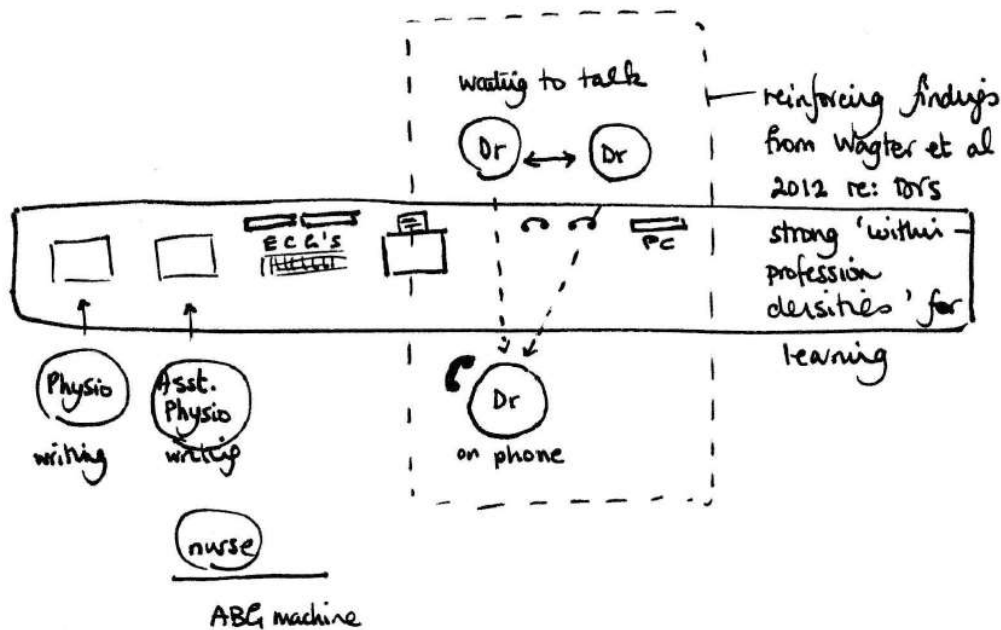 waiting to talk
Dr
Dr
reinforcing findings
from Wagter et al
2012 re: Drs
strong 'within
profession
densities' for
learning
ECG's
PC
Physio
writing
Asst.
Physio
writing
Dr
on phone
nurse
ABG machine